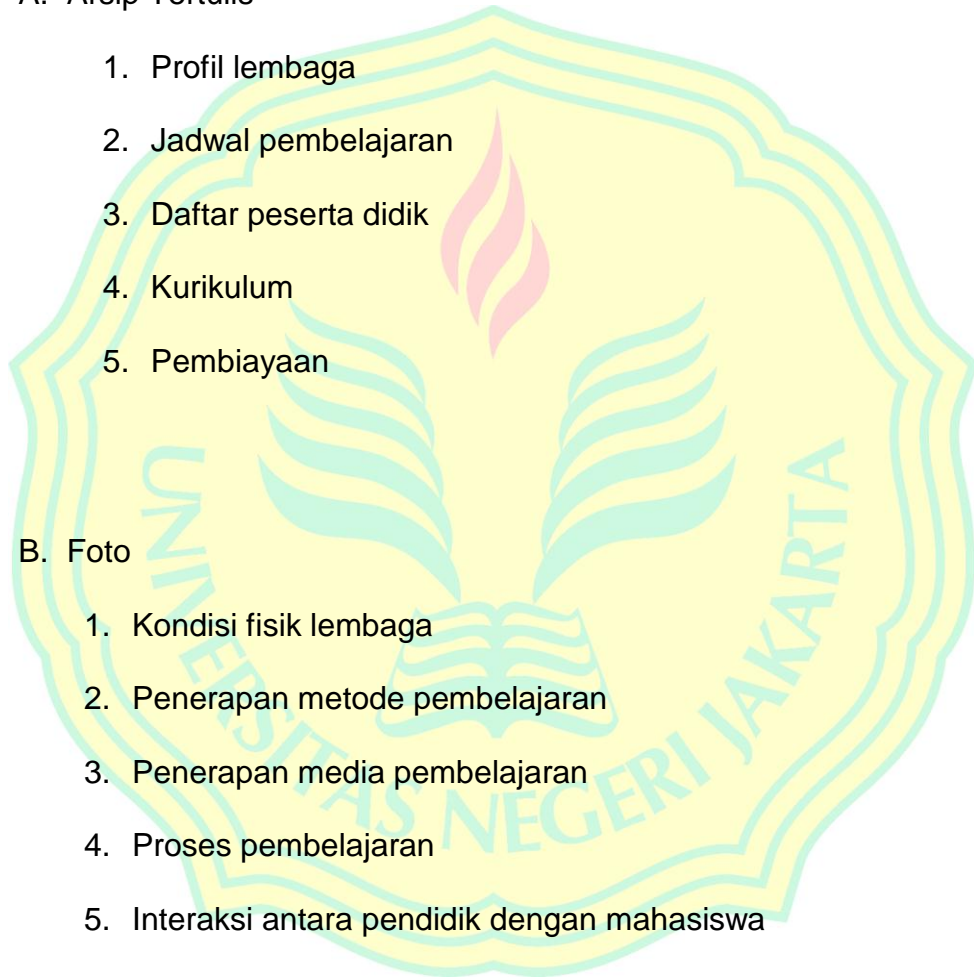 A. Arsip Tertulis
1. Profil lembaga
2. Jadwal pembelajaran
3. Daftar peserta didik
4. Kurikulum
5. Pembiayaan
B. Foto
1. Kondisi fisik lembaga
2. Penerapan metode pembelajaran
3. Penerapan media pembelajaran
4. Proses pembelajaran
5. Interaksi antara pendidik dengan mahasiswa
UNIVERSITAS NEGERI JAKARTA